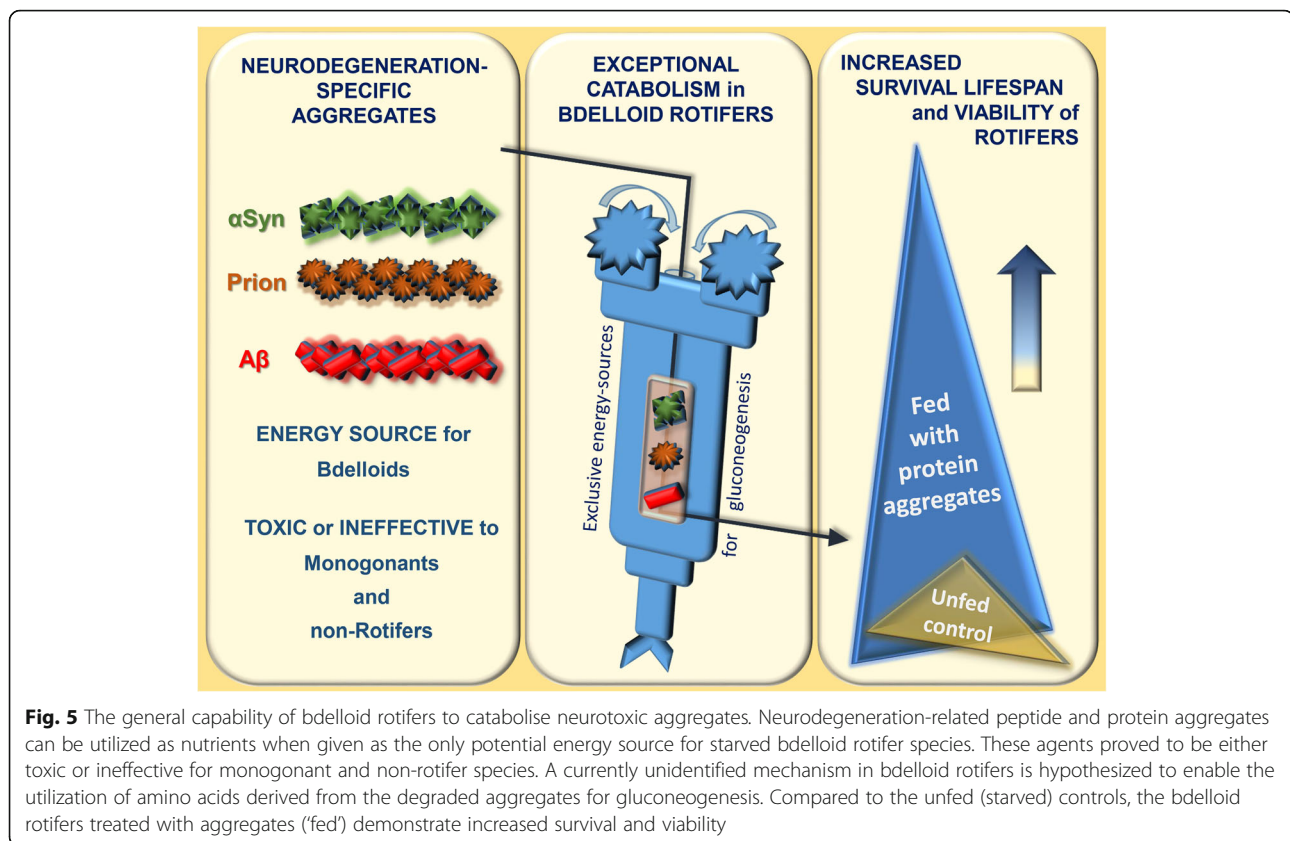 NEURODEGENERATION-
SPECIFIC
AGGREGATES
αSyn
Prion
Aβ
ENERGY SOURCE for
Bdelloids
TOXIC or INEFFECTIVE to
Monogonants
and
non-Rotifers
EXCEPTIONAL
CATABOLISM in
BDELLOID ROTIFERS
Exclusive energy-sources
for gluconeogenesis
INCREASED
SURVIVAL LIFESPAN
and VIABILITY of
ROTIFERS
Fed
with
protein
aggregates
Unfed
control
Fig. 5 The general capability of bdelloid rotifers to catabolise neurotoxic aggregates. Neurodegeneration-related peptide and protein aggregates
can be utilized as nutrients when given as the only potential energy source for starved bdelloid rotifer species. These agents proved to be either
toxic or ineffective for monogonant and non-rotifer species. A currently unidentified mechanism in bdelloid rotifers is hypothesized to enable the
utilization of amino acids derived from the degraded aggregates for gluconeogenesis. Compared to the unfed (starved) controls, the bdelloid
rotifers treated with aggregates (‘fed’) demonstrate increased survival and viability